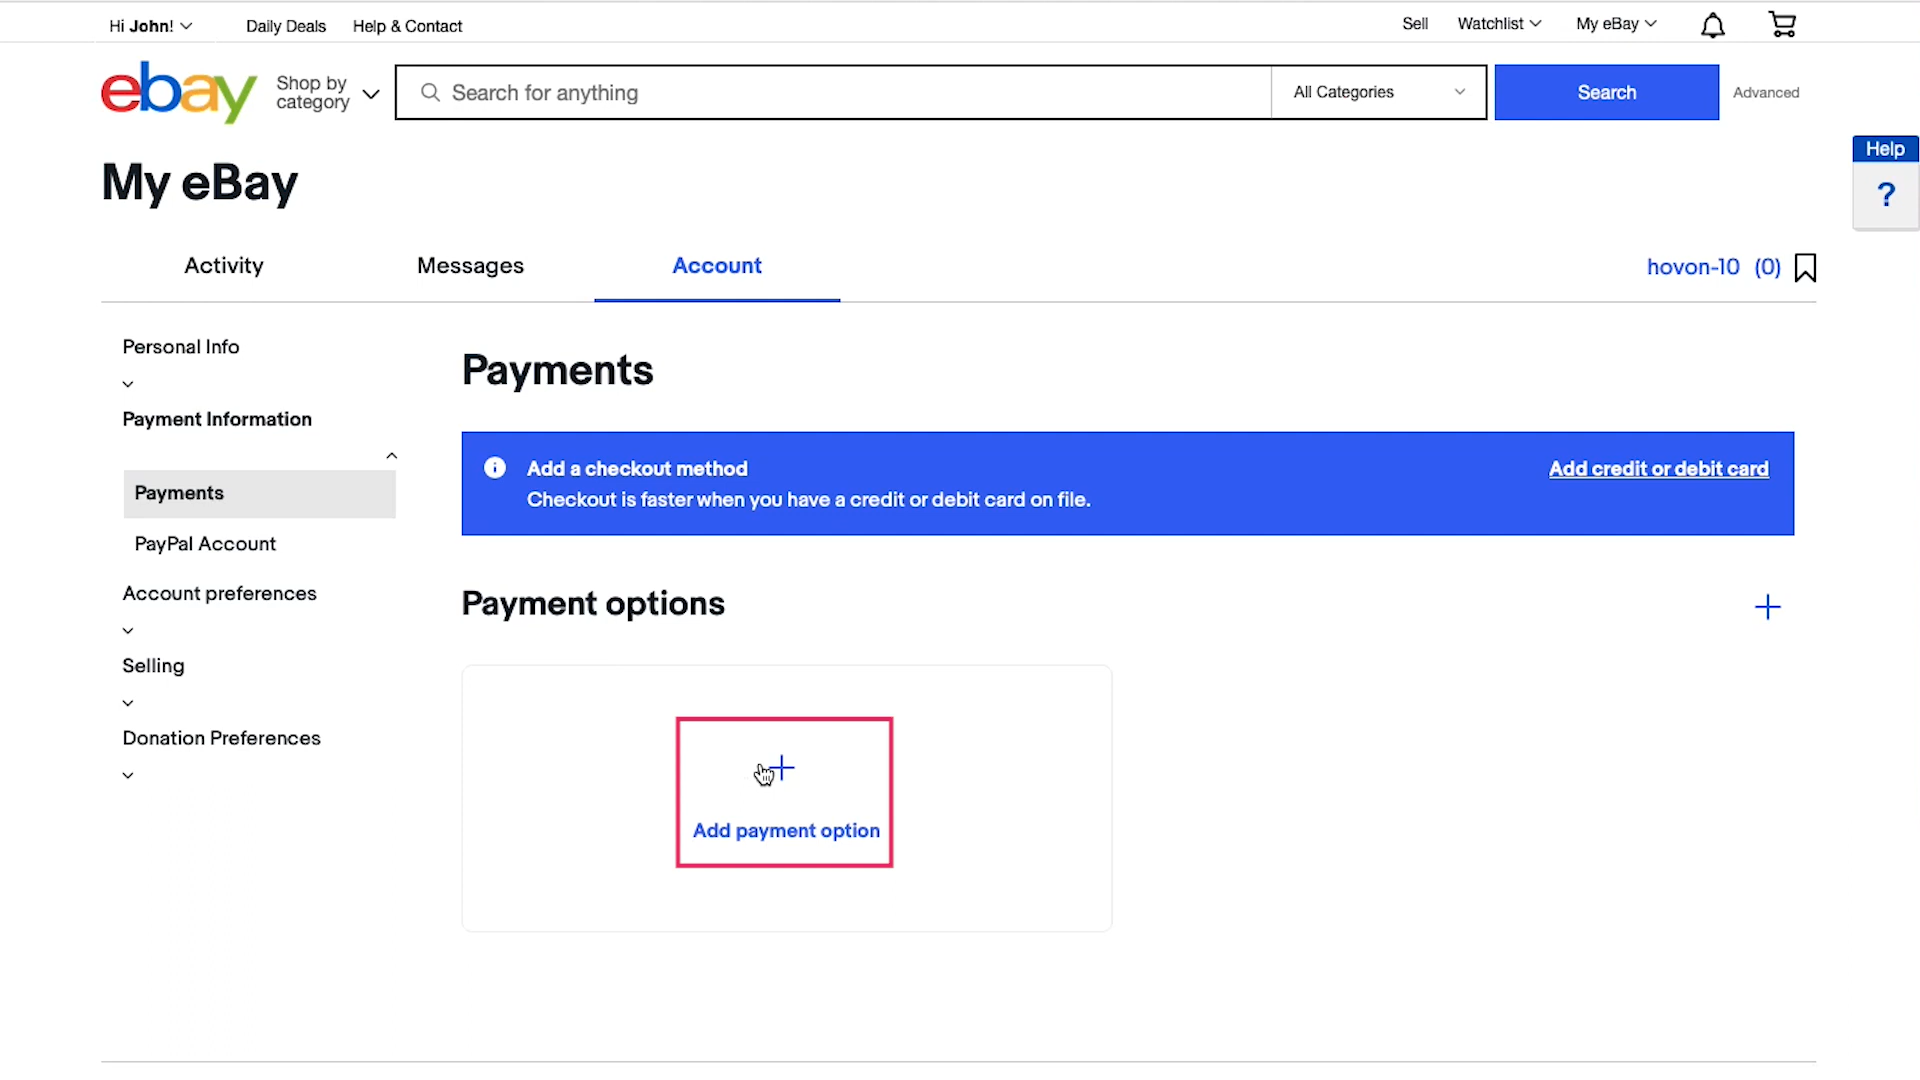 Hi John!
Daily Deals
Help & Contact
Sell
Watchlist
My eBay
ebay
Shop by
category
Search for anything
All Categories
Search
Advanced
Help
?
My eBay
Activity
Messages
Account
hovon-10 (0)
Personal Info
Payment Information
Payments
PayPal Account
Account preferences
Selling
Donation Preferences
Payments
Add a checkout method
Add credit or debit card
Checkout is faster when you have a credit or debit card on file.
Payment options
Add payment option